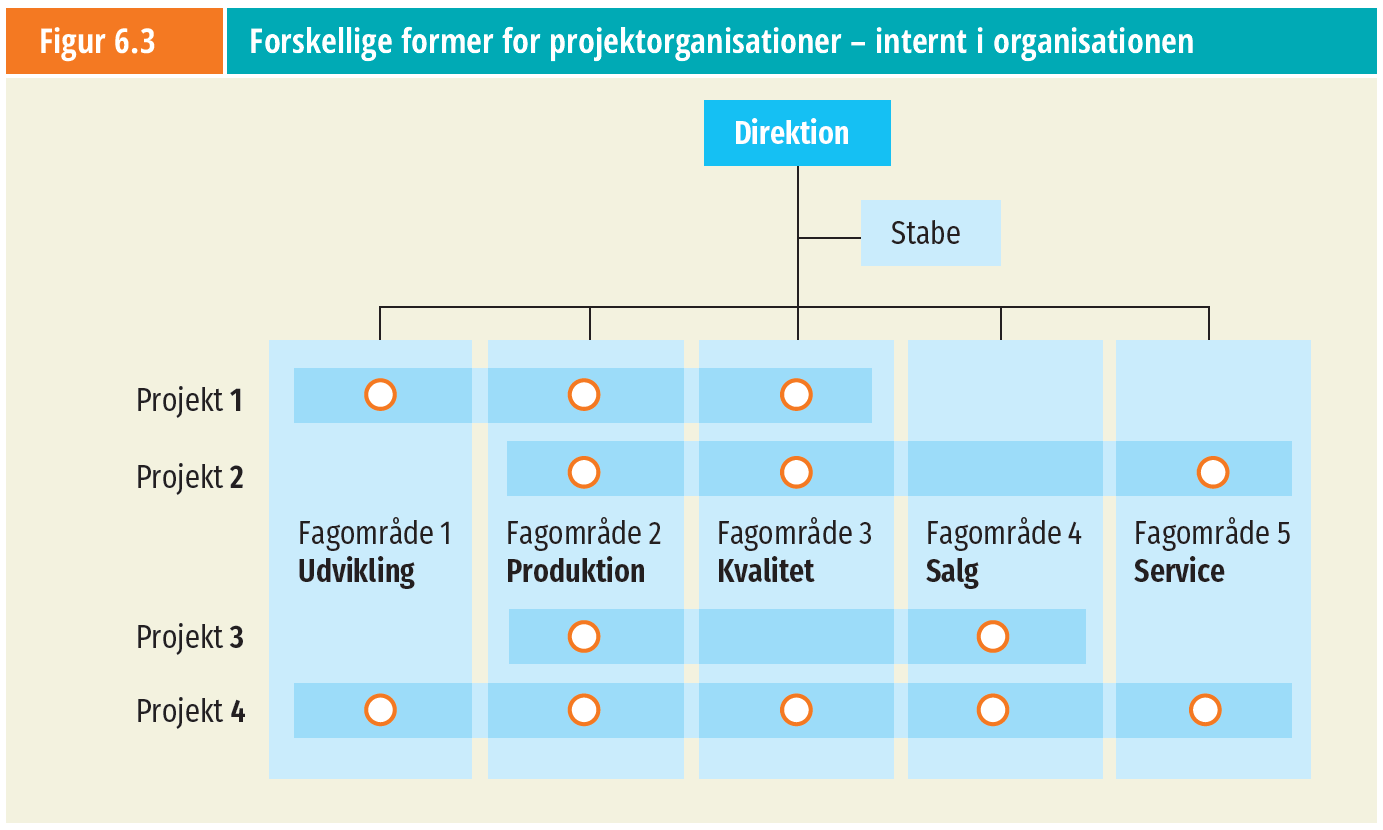 Figur 6.3
Forskellige former for projektorganisationer – internt i organisationen
Direktion
Stabe
Projekt 1
Projekt 2
Fagområde 1
Udvikling
Fagområde 2
Produktion
Fagområde 3
Kvalitet
Fagområde 4
Salg
Fagområde 5
Service
Projekt 3
Projekt 4